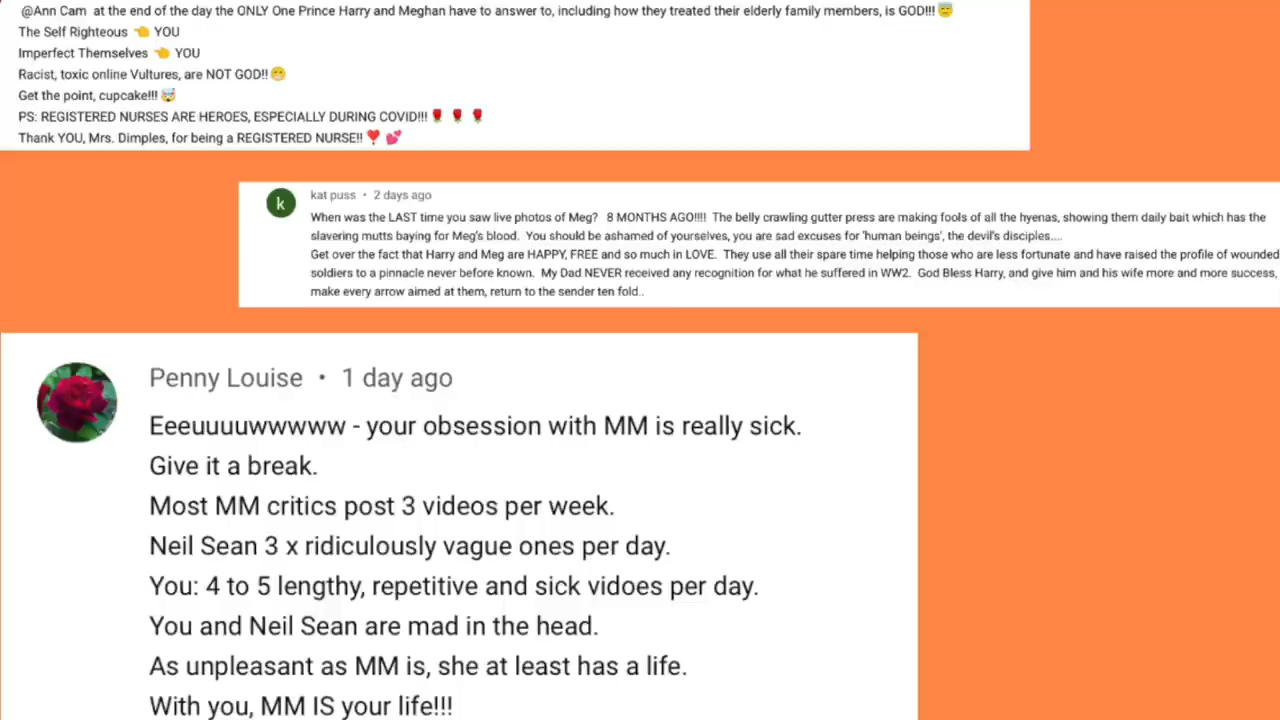 @Ann Cam at the end of the day the ONLY One Prince Harry and Meghan have to answer to, including how they treated their elderly family members, is GOD!!! 😇
The Self Righteous 👈 YOU
Imperfect Themselves 👈 YOU
Racist, toxic online Vultures, are NOT GOD!! 😁
Get the point, cupcake!!! 🤯
PS: REGISTERED NURSES ARE HEROES, ESPECIALLY DURING COVID!!! 🌹 🌹 🌹
Thank YOU, Mrs. Dimples, for being a REGISTERED NURSE!! ❣️ 💕
k
kat puss • 2 days ago
When was the LAST time you saw live photos of Meg? 8 MONTHS AGO!!!! The belly crawling gutter press are making fools of all the hyenas, showing them daily bait which has the
slavering mutts baying for Meg's blood. You should be ashamed of yourselves, you are sad excuses for 'human beings', the devil's disciples....
Get over the fact that Harry and Meg are HAPPY, FREE and so much in LOVE. They use all their spare time helping those who are less fortunate and have raised the profile of wounded
soldiers to a pinnacle never before known. My Dad NEVER received any recognition for what he suffered in WW2. God Bless Harry, and give him and his wife more and more success,
make every arrow aimed at them, return to the sender ten fold..
Penny Louise • 1 day ago
Eeeuuuuwwwww - your obsession with MM is really sick.
Give it a break.
Most MM critics post 3 videos per week.
Neil Sean 3 x ridiculously vague ones per day.
You: 4 to 5 lengthy, repetitive and sick vidoes per day.
You and Neil Sean are mad in the head.
As unpleasant as MM is, she at least has a life.
With you, MM IS your life!!!